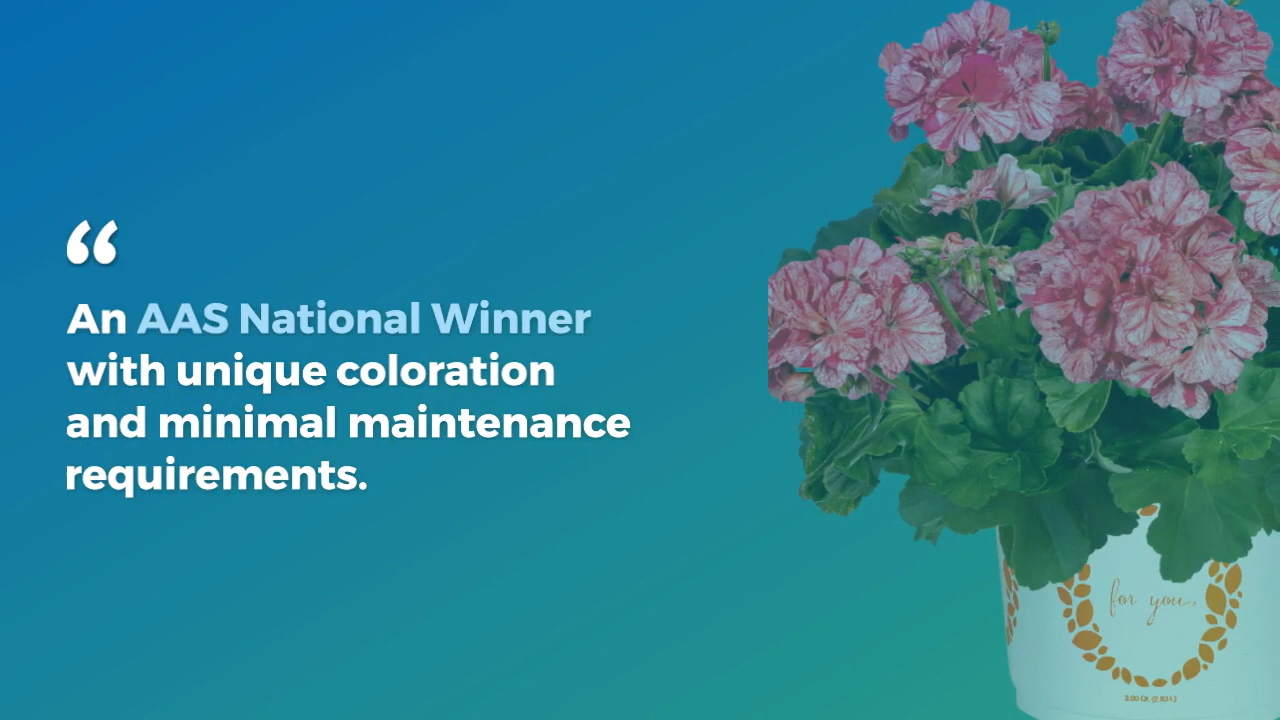 “
An AAS National Winner
with unique coloration
and minimal maintenance
requirements.
for you,